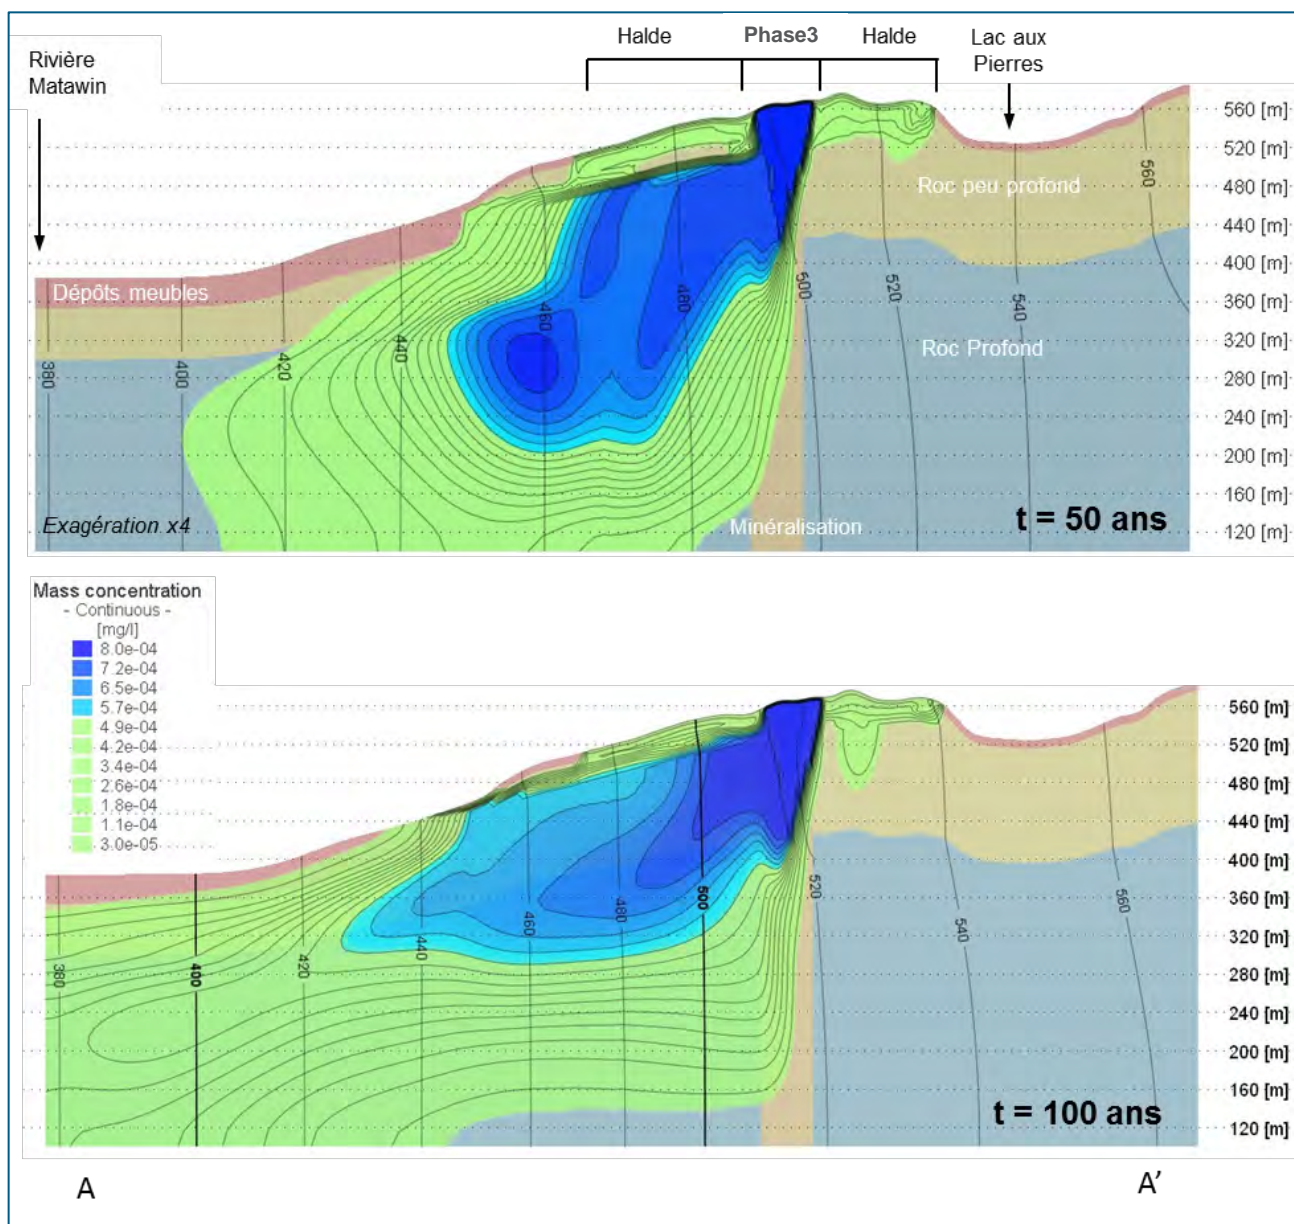 Halde
Phase3
Halde
Lac aux
Pierres
Rivière
Matawin
560 [m]
520 [m]
480 [m]
440 [m]
400 [m]
360 [m]
320 [m]
280 [m]
240 [m]
200 [m]
160 [m]
120 [m]
Roc peu profond
Dépôts meubles
Roc Profond
380
400
420
440
460
480
500
520
540
560
Exagération x4
Minéralisation
t = 50 ans
Mass concentration
- Continuous -
[mg/l]
8.0e-04
7.2e-04
6.5e-04
5.7e-04
4.9e-04
4.2e-04
3.4e-04
2.6e-04
1.8e-04
1.1e-04
3.0e-05
560 [m]
520 [m]
480 [m]
440 [m]
400 [m]
360 [m]
320 [m]
280 [m]
240 [m]
200 [m]
160 [m]
120 [m]
380
400
420
440
460
480
500
520
540
560
t = 100 ans
A
A'